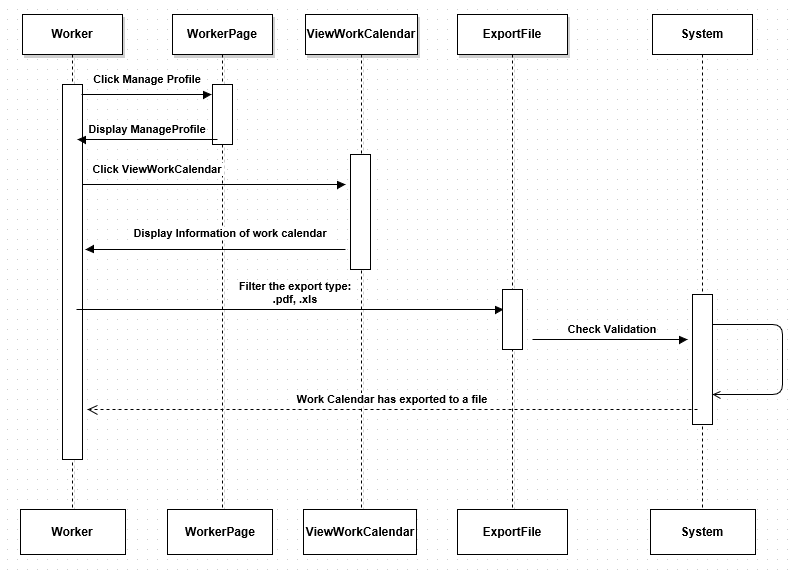 Worker
WorkerPage
ViewWorkCalendar
ExportFile
System
Click Manage Profile
Display ManageProfile
Click ViewWorkCalendar
Display Information of work calendar
Filter the export type:
.pdf, .xls
Check Validation
Work Calendar has exported to a file
Worker
WorkerPage
ViewWorkCalendar
ExportFile
System